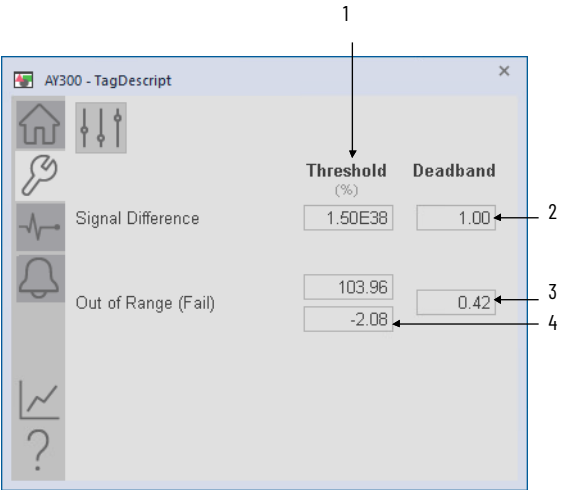 1
AY300 - TagDescript
Threshold Deadband
(%)
Signal Difference 1.50E38 1.00 2
103.96
Out of Range (Fail) 0.42 3
-2.08 4
?